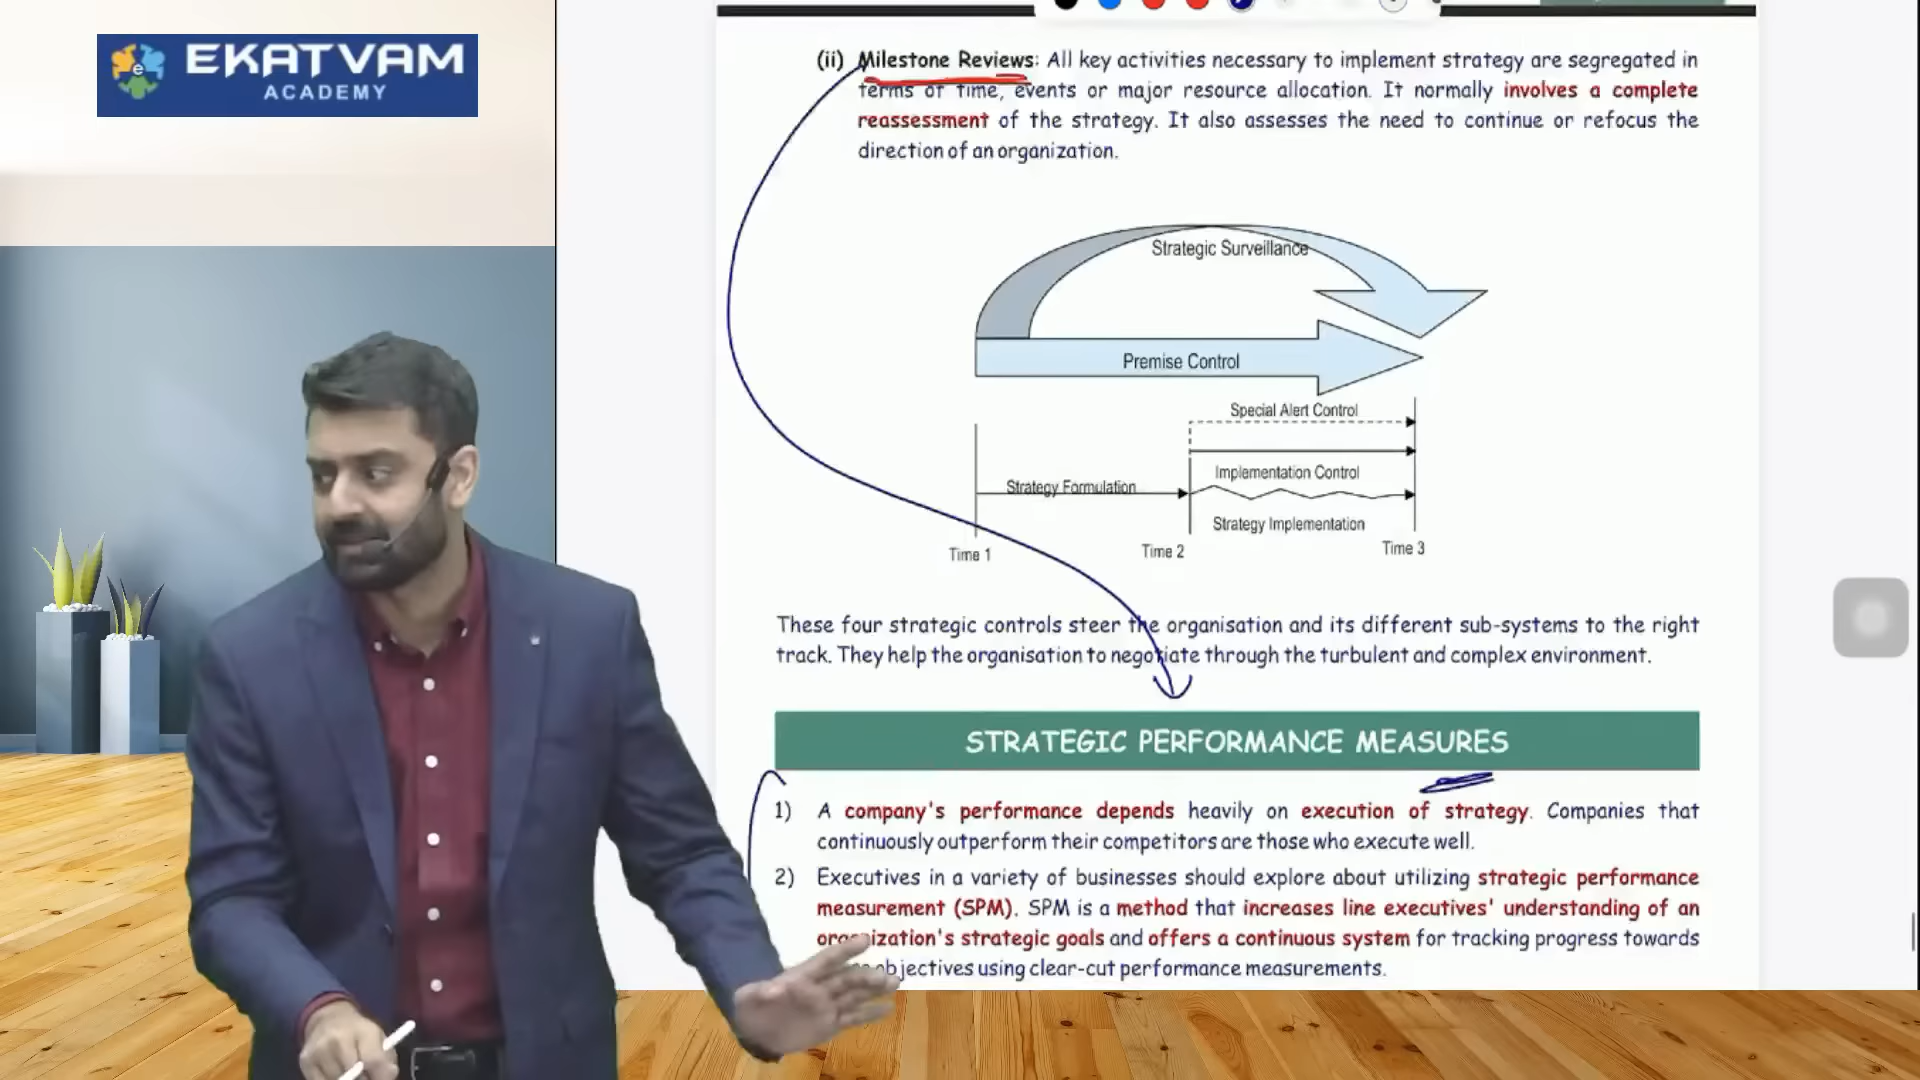 EKATVAM
ACADEMY
(ii) Milestone Reviews: All key activities necessary to implement strategy are segregated in
terms of time, events or major resource allocation. It normally involves a complete
reassessment of the strategy. It also assesses the need to continue or refocus the
direction of an organization.
Strategic Surveillance
Premise Control
Special Alert Control
Implementation Control
Strategy Formulation
Strategy Implementation
Time 1
Time 2
Time 3
These four strategic controls steer the organisation and its different sub-systems to the right
track. They help the organisation to negotiate through the turbulent and complex environment.
STRATEGIC PERFORMANCE MEASURES
1) A company's performance depends heavily on execution of strategy. Companies that
continuously outperform their competitors are those who execute well.
2) Executives in a variety of businesses should explore about utilizing strategic performance
measurement (SPM). SPM is a method that increases line executives' understanding of an
organization's strategic goals and offers a continuous system for tracking progress towards
objectives using clear-cut performance measurements.